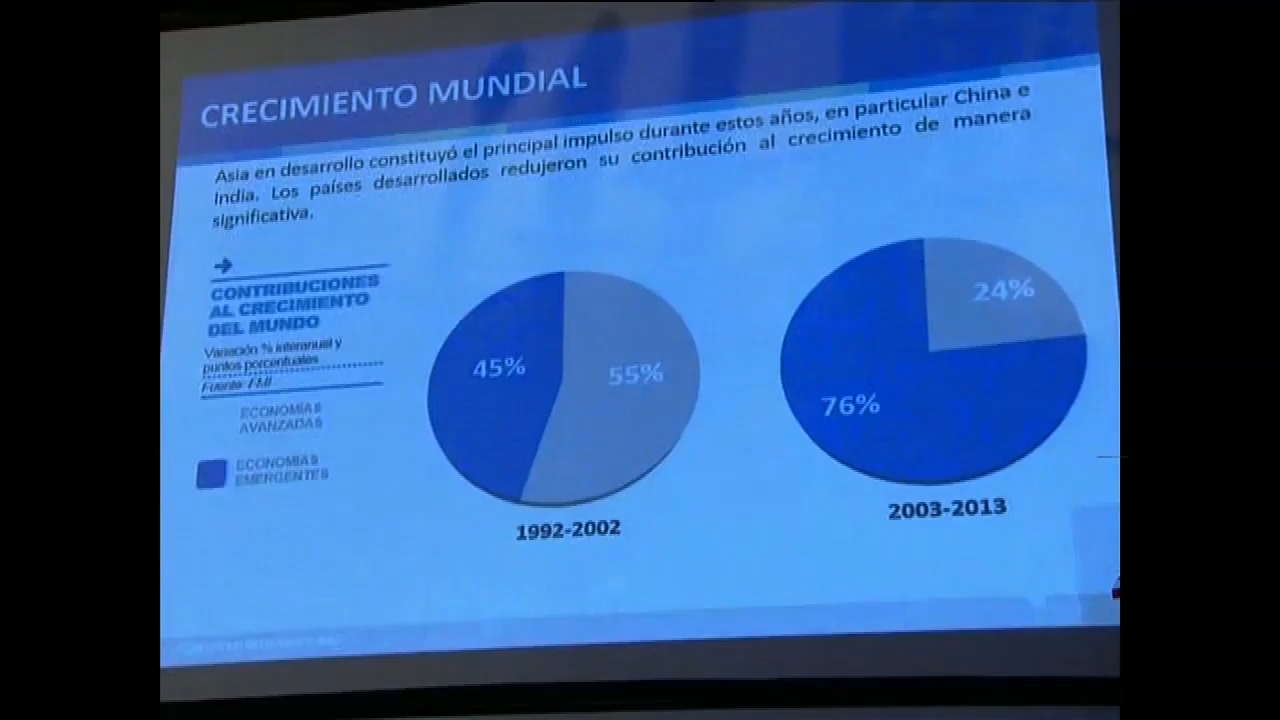 CRECIMIENTO MUNDIAL
Asia en desarrollo constituyó el principal impulso durante estos años, en particular China e
India. Los países desarrollados redujeron su contribución al crecimiento de manera
significativa.
CONTRIBUCIONES
AL CRECIMIENTO
DEL MUNDO
Variación % interanual y
puntos porcentuales
Fuente: FMI
ECONOMIAS
AVANZADAS
ECONOMIAS
EMERGENTES
45%
55%
1992-2002
24%
76%
2003-2013